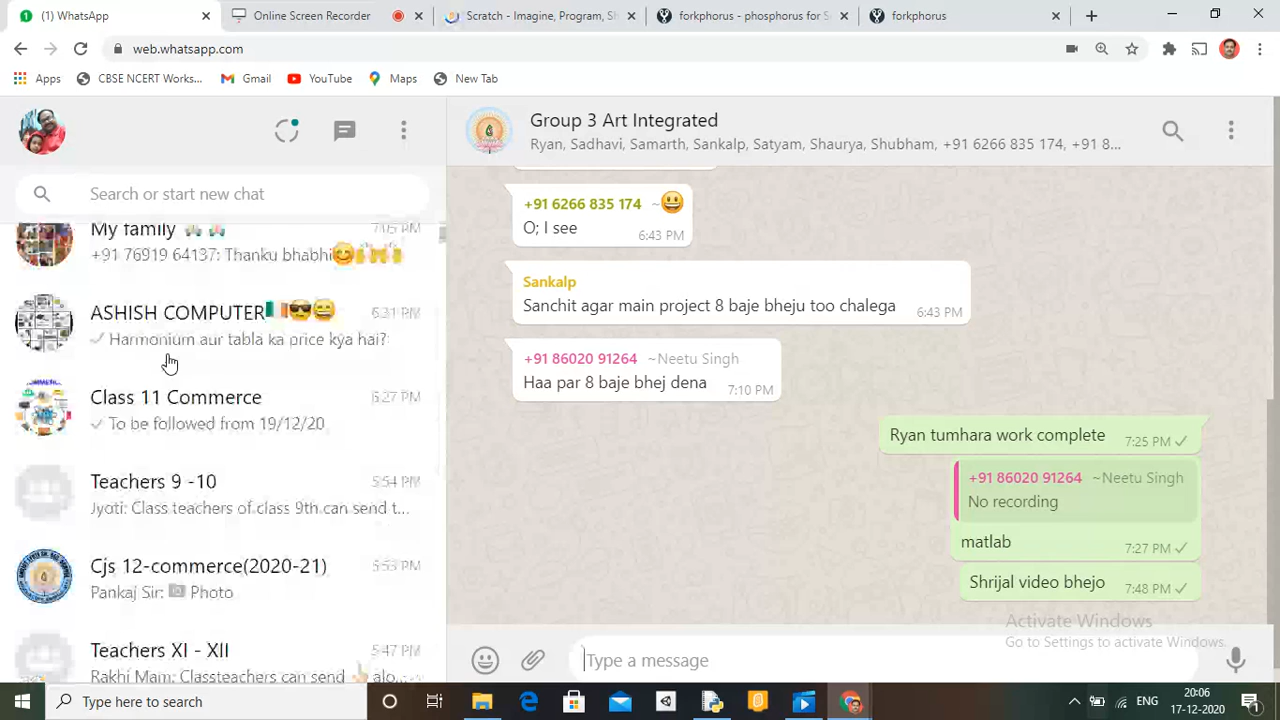 (1) WhatsApp
Online Screen Recorder
Scratch - Imagine, Program, Sh
forkphorus - phosphorus for S
forkphorus
web.whatsapp.com
Apps
CBSE NCERT Works...
Gmail
YouTube
Maps
New Tab
Group 3 Art Integrated
Ryan, Sadhavi, Samarth, Sankalp, Satyam, Shaurya, Shubham, +91 6266 835 174, +91 8...
Search or start new chat
My family 🙏🏻 🙏🏻 7:05 PM
+91 76919 64137: Thanku bhabhi😊
ASHISH COMPUTER 😎😄 6:31 PM
Harmonium aur tabla ka price kya hai?
Class 11 Commerce 6:27 PM
To be followed from 19/12/20
Teachers 9 -10 5:54 PM
Jyoti: Class teachers of class 9th can send t...
Cjs 12-commerce(2020-21) 5:53 PM
Pankaj Sir: Photo
Teachers XI - XII 5:47 PM
Rakhi Mam: Classteachers can send alo...
+91 6266 835 174 ~😃
O; I see 6:43 PM
Sankalp
Sanchit agar main project 8 baje bheju too chalega 6:43 PM
+91 86020 91264 ~Neetu Singh
Haa par 8 baje bhej dena 7:10 PM
Ryan tumhara work complete 7:25 PM
+91 86020 91264 ~Neetu Singh
No recording
matlab 7:27 PM
Shrijal video bhejo 7:48 PM
Activate Windows
Go to Settings to activate Windows.
Type a message
Type here to search
ENG
20:06
17-12-2020
1